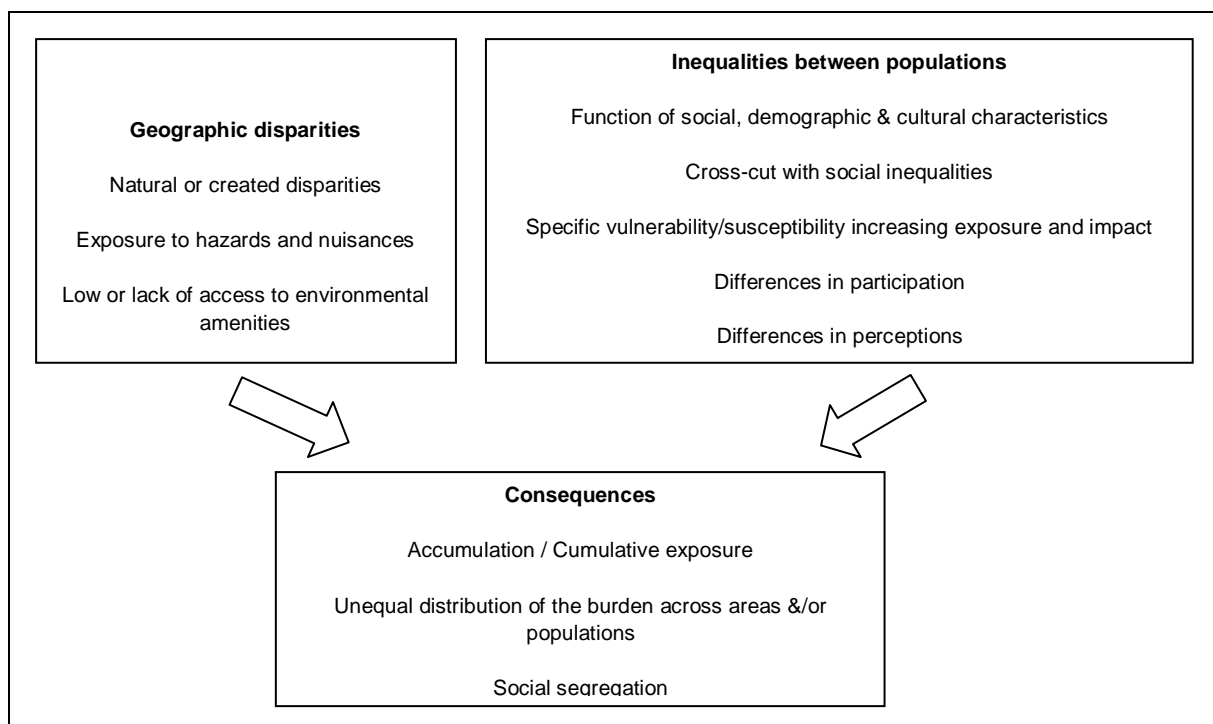 Geographic disparities
Natural or created disparities
Exposure to hazards and nuisances
Low or lack of access to environmental
amenities
Inequalities between populations
Function of social, demographic & cultural characteristics
Cross-cut with social inequalities
Specific vulnerability/susceptibility increasing exposure and impact
Differences in participation
Differences in perceptions
Consequences
Accumulation / Cumulative exposure
Unequal distribution of the burden across areas &/or
populations
Social segregation